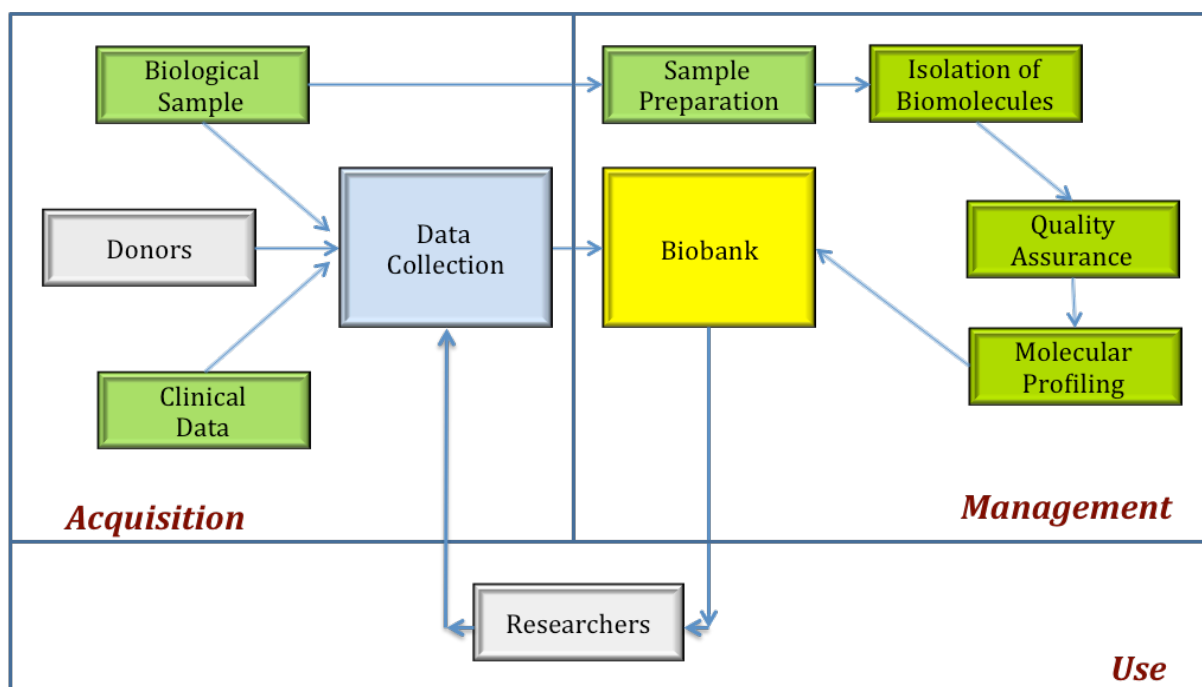 Biological
Sample
Sample
Preparation
Isolation of
Biomolecules
Donors
Data
Collection
Biobank
Quality
Assurance
Molecular
Profiling
Clinical
Data
Acquisition
Management
Researchers
Use